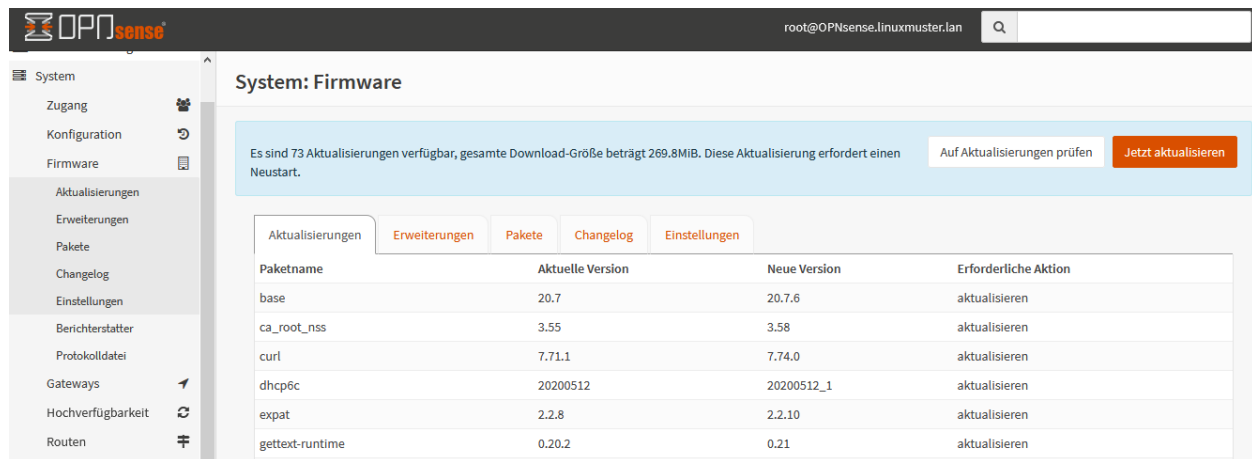 OPNsense
root@OPNsense.linuxmuster.lan
System
Zugang
Konfiguration
Firmware
Aktualisierungen
Erweiterungen
Pakete
Changelog
Einstellungen
Berichterstatter
Protokolldatei
Gateways
Hochverfügbarkeit
Routen
System: Firmware
Es sind 73 Aktualisierungen verfügbar, gesamte Download-Größe beträgt 269.8MiB. Diese Aktualisierung erfordert einen
Neustart.
Auf Aktualisierungen prüfen
Jetzt aktualisieren
Aktualisierungen Erweiterungen Pakete Changelog Einstellungen
Paketname Aktuelle Version Neue Version Erforderliche Aktion
base 20.7 20.7.6 aktualisieren
ca_root_nss 3.55 3.58 aktualisieren
curl 7.71.1 7.74.0 aktualisieren
dhcp6c 20200512 20200512_1 aktualisieren
expat 2.2.8 2.2.10 aktualisieren
gettext-runtime 0.20.2 0.21 aktualisieren